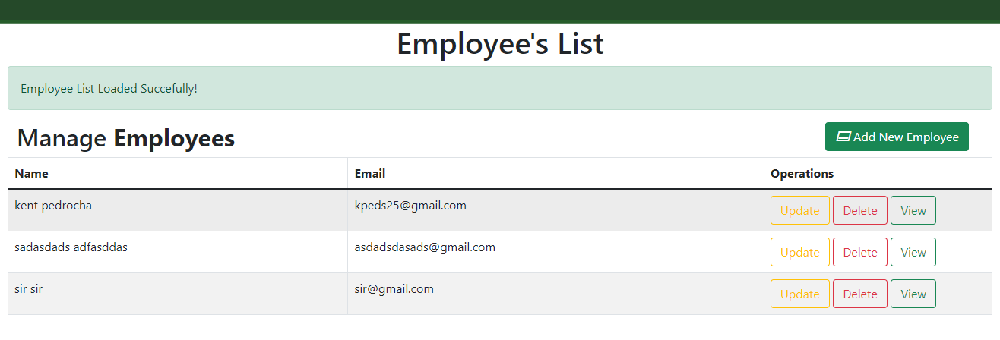 Employee's List
Employee List Loaded Succefully!
Manage Employees
Add New Employee
Name Email Operations
kent pedrocha kpeds25@gmail.com Update Delete View
sadasdads adfasddas asdadsdasads@gmail.com Update Delete View
sir sir sir@gmail.com Update Delete View